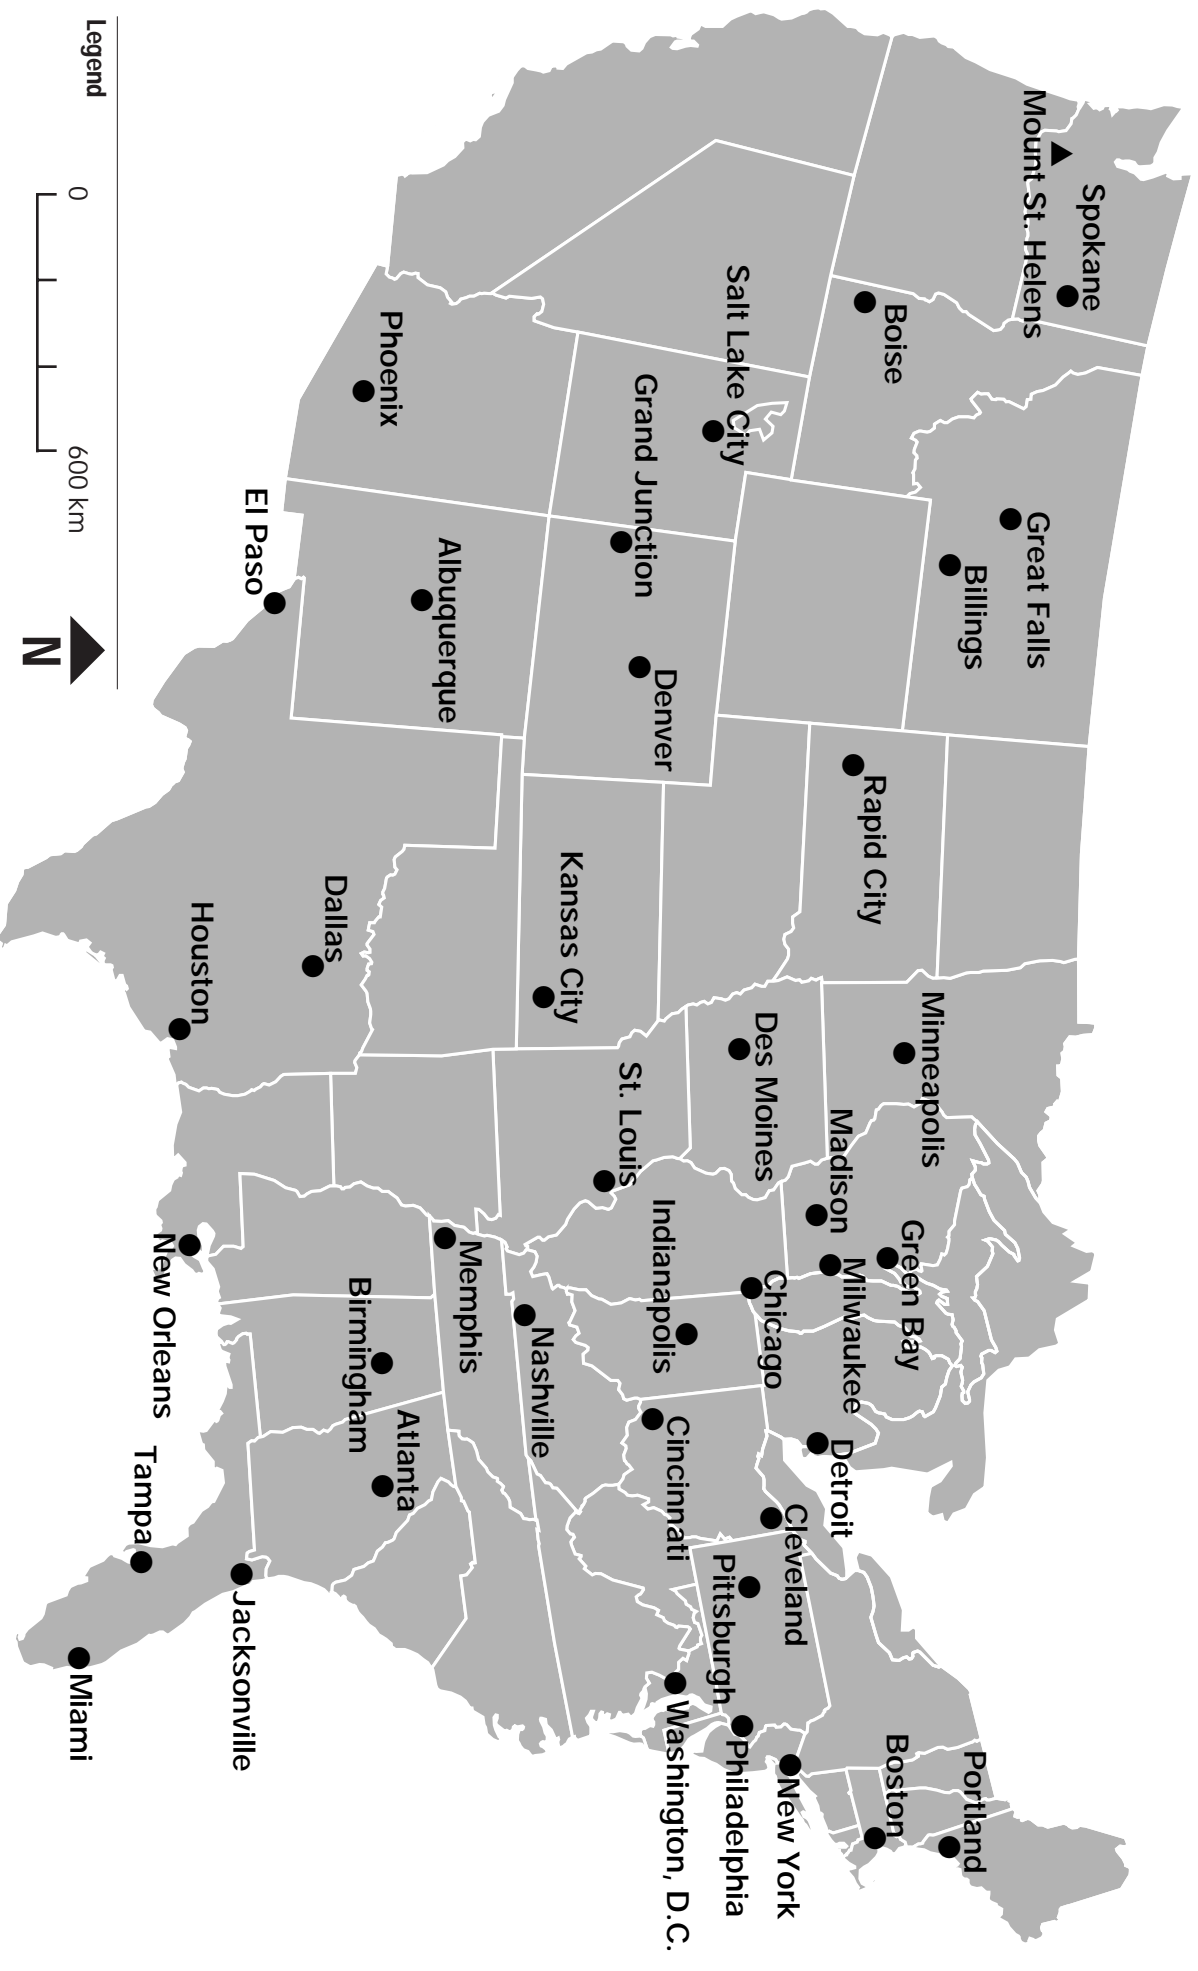 Spokane
Mount St. Helens
Great Falls
Billings
Boise
Salt Lake City
Grand Junction
Denver
Rapid City
Phoenix
Albuquerque
El Paso
Kansas City
Dallas
Houston
Minneapolis
Des Moines
St. Louis
Madison
Green Bay
Milwaukee
Chicago
Indianapolis
Memphis
Nashville
Birmingham
New Orleans
Detroit
Cleveland
Cincinnati
Atlanta
Tampa
Jacksonville
Miami
Pittsburgh
Portland
Boston
New York
Philadelphia
Washington, D.C.
Legend
0
600 km
N